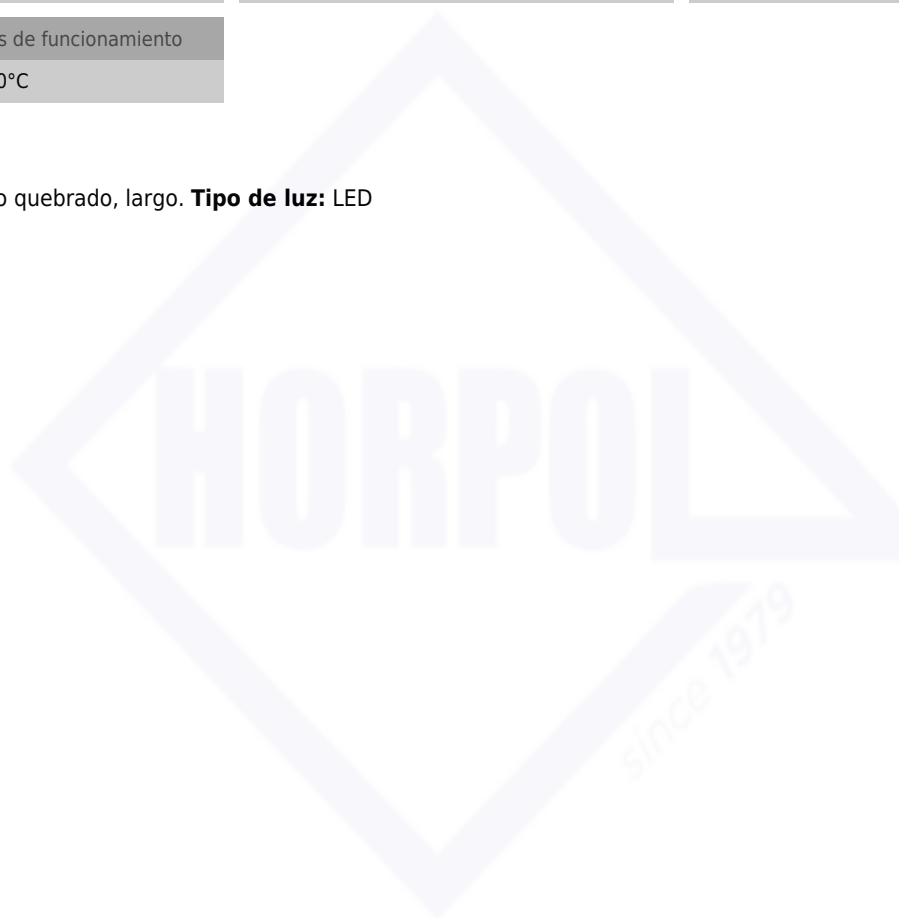 s de funcionamiento
0°C
o quebrado, largo. Tipo de luz: LED
HORPOL
since 1979